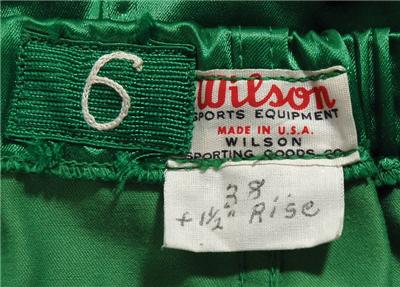 6
Wilson
SPORTS EQUIPMENT
MADE IN U.S.A.
WILSON
SPORTING GOODS CO
38
+ 1½" Rise